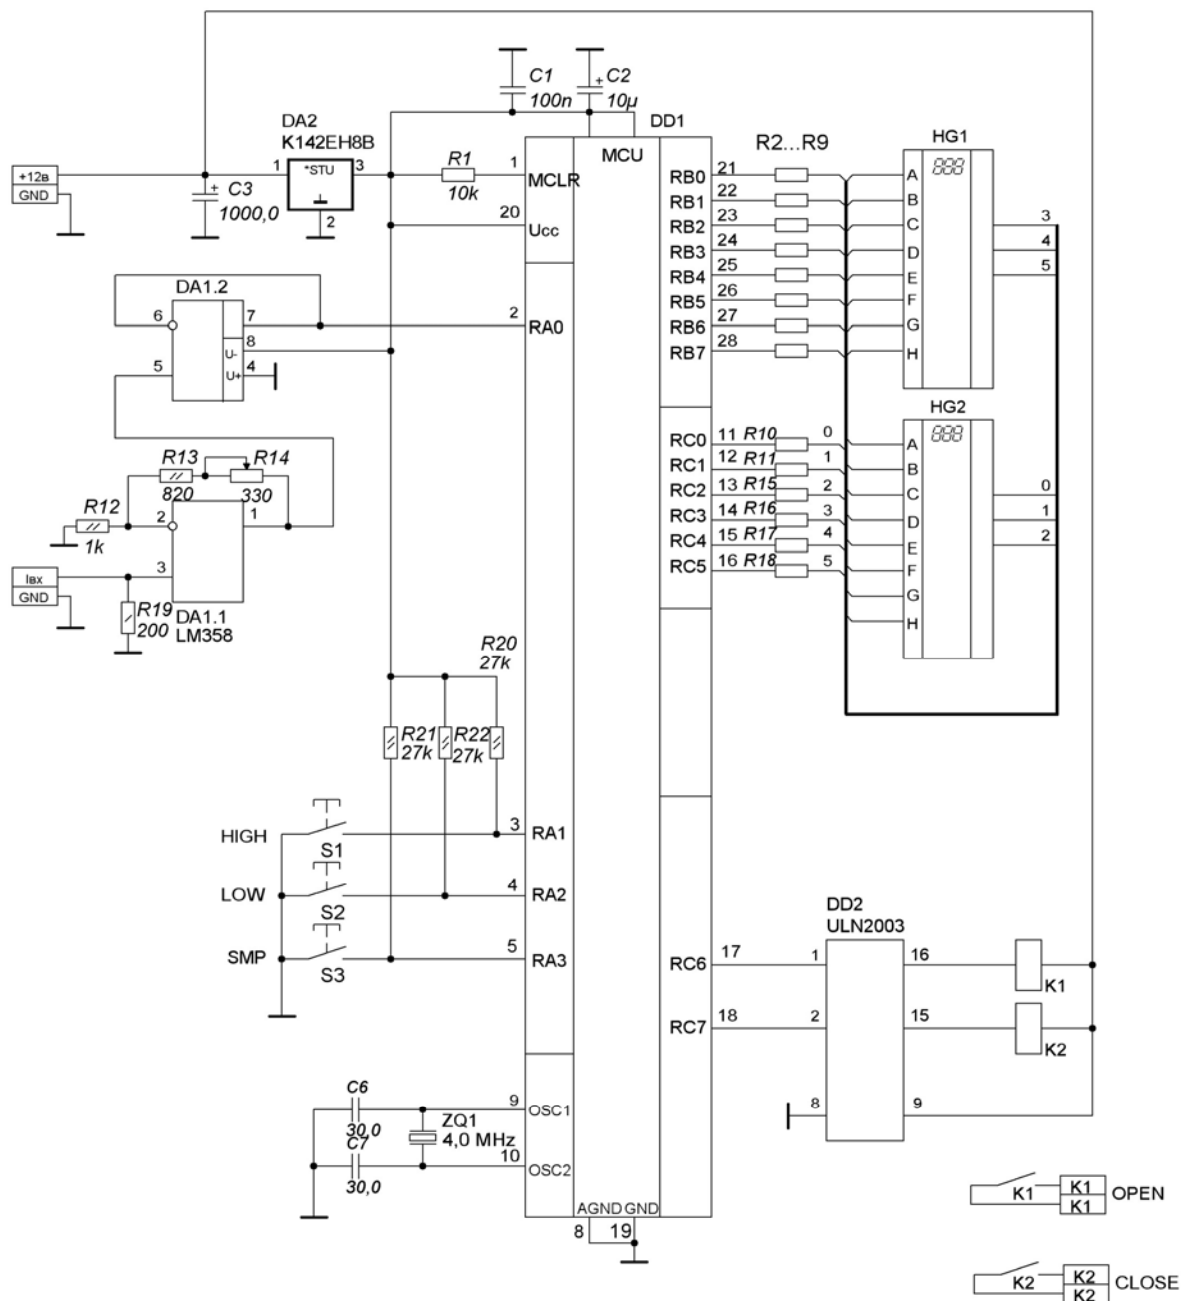 C1
100n
+
C2
10µ
DA2
K142EH8B
DD1
R2...R9
HG1
+12в
GND
1
*STU
3
2
R1
10k
C3
+
1000,0
MCU
1
MCLR
20
Ucc
RB0
21
RB1
22
RB2
23
RB3
24
RB4
25
RB5
26
RB6
27
RB7
28
A
B
C
D
E
F
G
H
888
3
4
5
DA1.2
6
7
8
U-
5
4
U+
2
RA0
HG2
888
RC0
11
R10
0
RC1
12
R11
1
RC2
13
R15
2
RC3
14
R16
3
RC4
15
R17
4
RC5
16
R18
5
A
B
C
D
E
F
G
H
0
1
2
R13
820
R14
330
R12
1k
2
1
3
Iвх
GND
R19
200
DA1.1
LM358
R20
27k
R21
27k
R22
27k
HIGH
S1
3
RA1
LOW
S2
4
RA2
SMP
S3
5
RA3
DD2
ULN2003
RC6
17
1
16
K1
RC7
18
2
15
K2
8
9
C6
30,0
C7
30,0
ZQ1
4,0 MHz
9
OSC1
10
OSC2
AGND
GND
8
19
K1
K1
K1
OPEN
K2
K2
K2
CLOSE